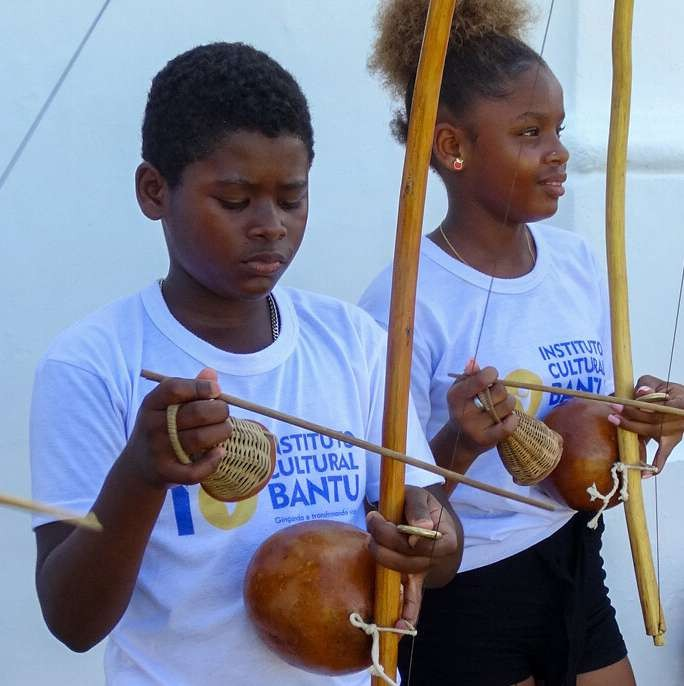 INSTITUTO
CULTURAL
BANTU
Gingando e transformando
INSTITUTO
CULTURAL
BANTU